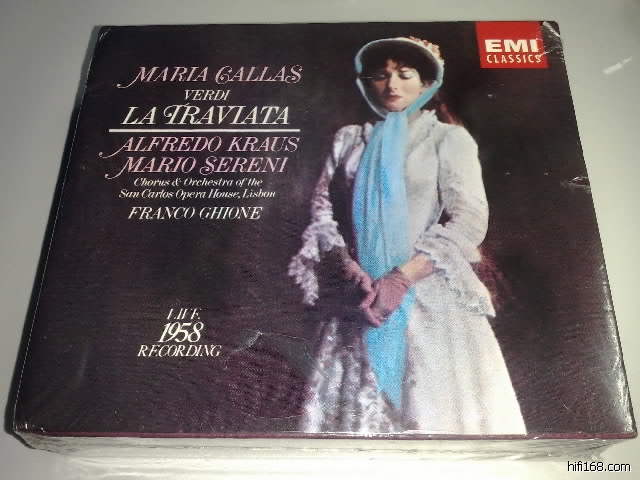 EMI
CLASSICS
MARIA CALLAS
VERDI
LA TRAVIATA
ALFREDO KRAUS
MARIO SERENI
Chorus & Orchestra of the
San Carlos Opera House, Lisbon
FRANCO GHIONE
LIVE
1958
RECORDING
hifi168.com